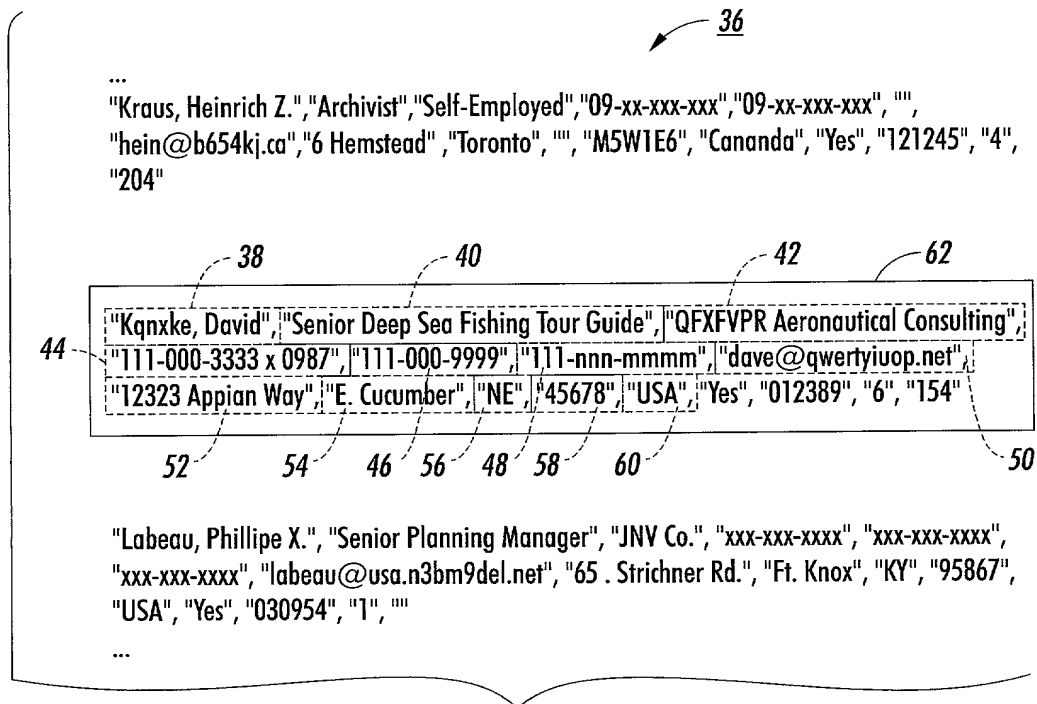 36
...
"Kraus, Heinrich Z.","Archivist","Self-Employed","09-xx-xxx-xxx","09-xx-xxx-xxx", "",
"hein@b654kj.ca","6 Hemstead" ,"Toronto", "", "M5W1E6", "Cananda", "Yes", "121245", "4",
"204"
38 40 42 62
"Kqnxke, David", "Senior Deep Sea Fishing Tour Guide", "QFXFVPR Aeronautical Consulting",
44 "111-000-3333 x 0987", "111-000-9999", "111-nnn-mmmm", "dave@qwertyiuop.net",
"12323 Appian Way", "E. Cucumber", "NE", "45678", "USA", "Yes", "012389", "6", "154"
52 54 46 56 48 58 60 50
"Labeau, Phillipe X.", "Senior Planning Manager", "JNV Co.", "xxx-xxx-xxxx", "xxx-xxx-xxxx",
"xxx-xxx-xxxx", "labeau@usa.n3bm9del.net", "65 . Strichner Rd.", "Ft. Knox", "KY", "95867",
"USA", "Yes", "030954", "1", ""
...